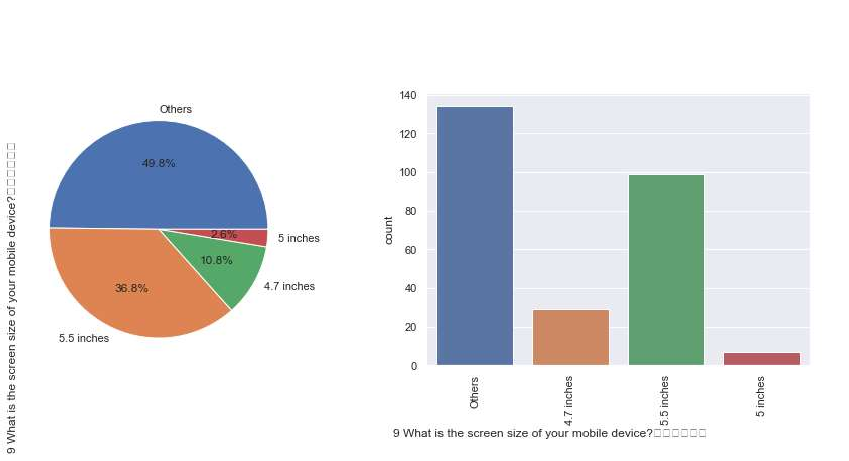 Others
49.8%
2.6%
5 inches
10.8%
4.7 inches
36.8%
5.5 inches
9 What is the screen size of your mobile device?□□□□□□
140
120
100
80
60
40
20
0
count
Others
4.7 inches
5.5 inches
5 inches
9 What is the screen size of your mobile device?□□□□□□